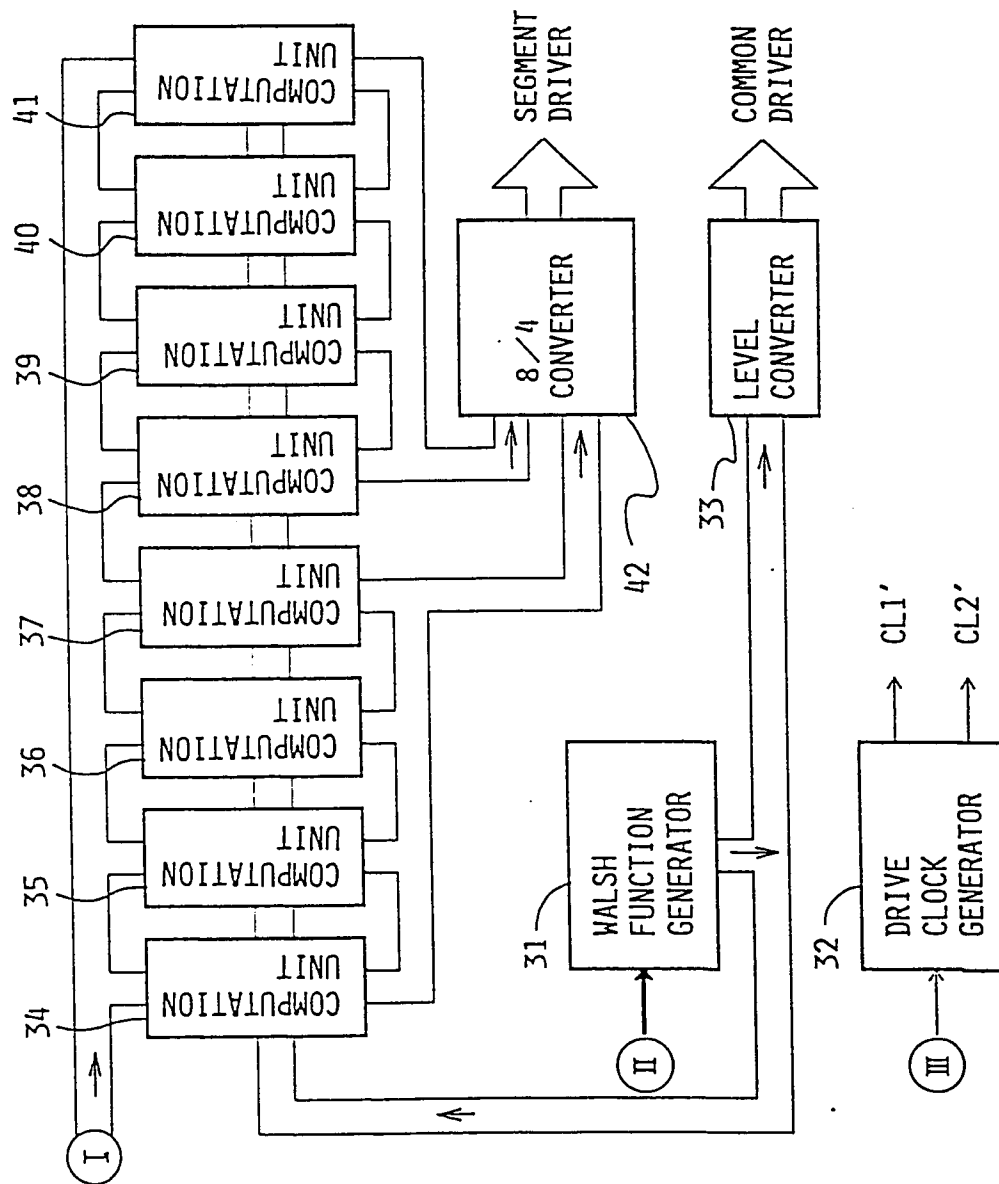 I
34
COMPUTATION
UNIT
35
COMPUTATION
UNIT
36
COMPUTATION
UNIT
37
COMPUTATION
UNIT
38
COMPUTATION
UNIT
39
COMPUTATION
UNIT
40
COMPUTATION
UNIT
41
COMPUTATION
UNIT
42
8/4
CONVERTER
SEGMENT
DRIVER
II
31
WALSH
FUNCTION
GENERATOR
33
LEVEL
CONVERTER
COMMON
DRIVER
III
32
DRIVE
CLOCK
GENERATOR
CL1'
CL2'